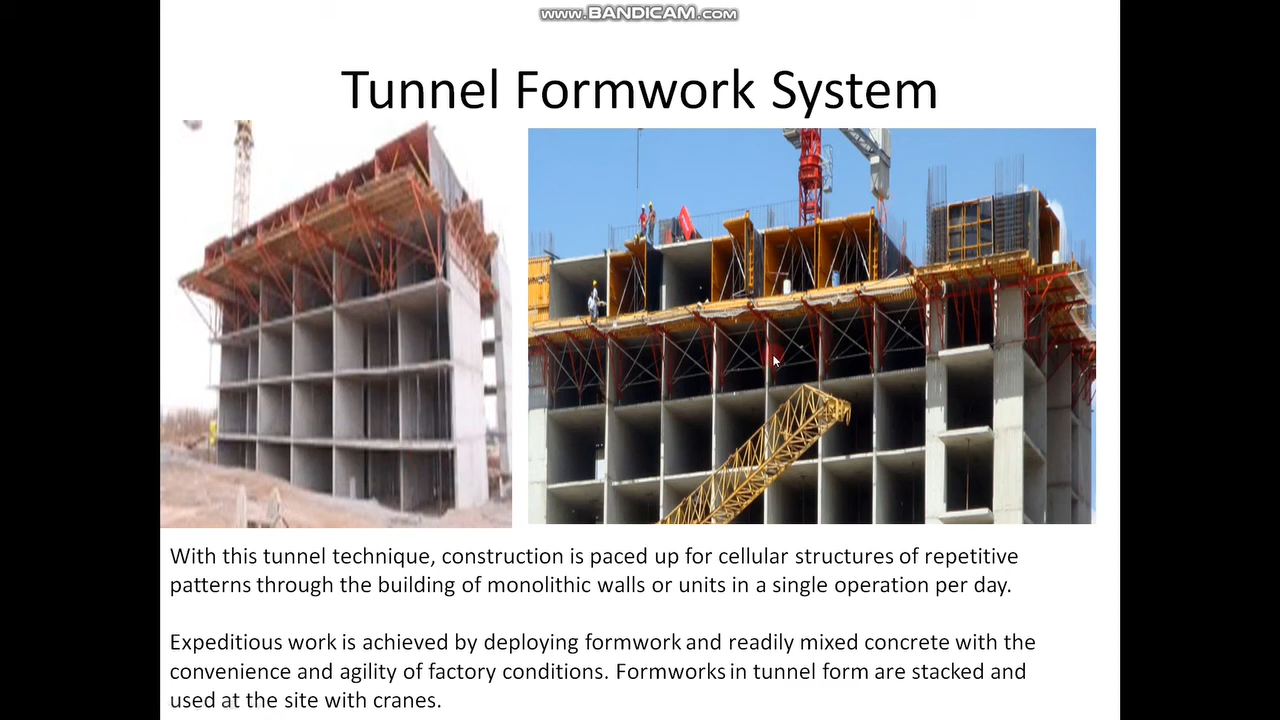 www.BANDICAM.com
Tunnel Formwork System
With this tunnel technique, construction is paced up for cellular structures of repetitive
patterns through the building of monolithic walls or units in a single operation per day.
Expeditious work is achieved by deploying formwork and readily mixed concrete with the
convenience and agility of factory conditions. Formworks in tunnel form are stacked and
used at the site with cranes.